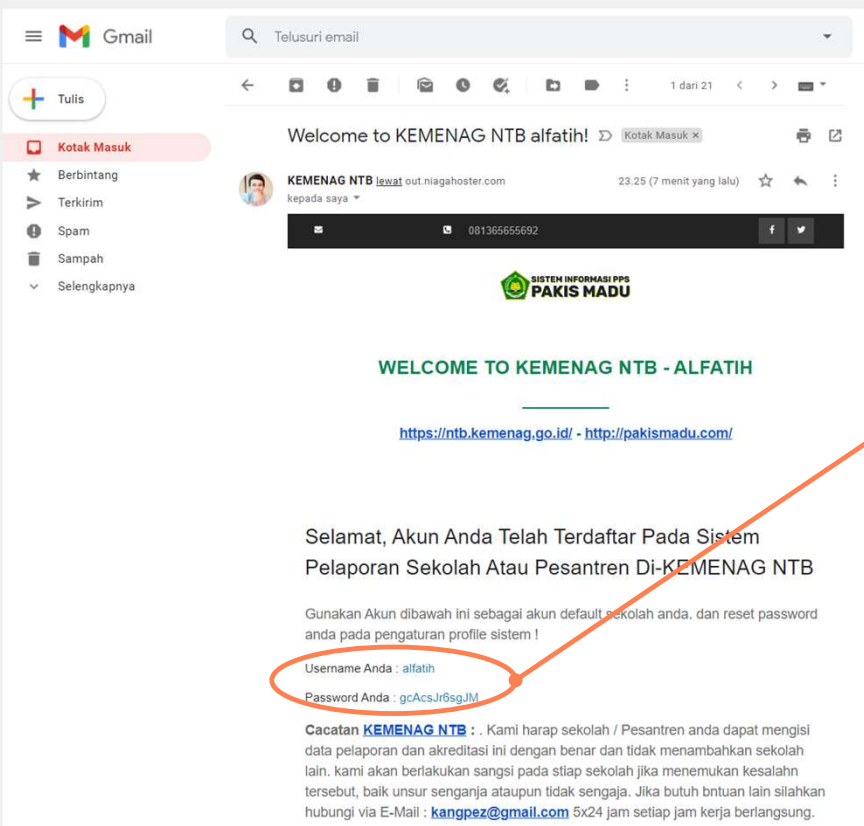 Gmail
Telusuri email
Tulis
1 dari 21
Kotak Masuk
Berbintang
Terkirim
Spam
Sampah
Selengkapnya
Welcome to KEMENAG NTB alfatih! Kotak Masuk ×
KEMENAG NTB lewat out.niagahoster.com 23.25 (7 menit yang lalu)
kepada saya
081365655692
SISTEM INFORMASI PPS
PAKIS MADU
WELCOME TO KEMENAG NTB - ALFATIH
https://ntb.kemenag.go.id/ - http://pakismadu.com/
Selamat, Akun Anda Telah Terdaftar Pada Sistem
Pelaporan Sekolah Atau Pesantren Di-KEMENAG NTB
Gunakan Akun dibawah ini sebagai akun default sekolah anda. dan reset password
anda pada pengaturan profile sistem !
Username Anda : alfatih
Password Anda : gcAcsJr6sgJM
Cacatan KEMENAG NTB : . Kami harap sekolah / Pesantren anda dapat mengisi
data pelaporan dan akreditasi ini dengan benar dan tidak menambahkan sekolah
lain. kami akan berlakukan sangsi pada stiap sekolah jika menemukan kesalahn
tersebut, baik unsur senganja ataupun tidak sengaja. Jika butuh bntuan lain silahkan
hubungi via E-Mail : kangpez@gmail.com 5x24 jam setiap jam kerja berlangsung.